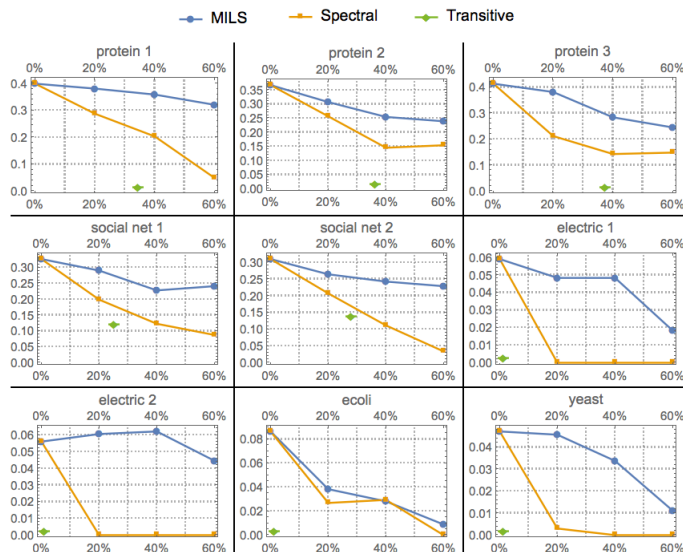 MILS Spectral Transitive
protein 1 protein 2 protein 3
0% 20% 40% 60% 0% 20% 40% 60% 0% 20% 40% 60%
0.4 0.35 0.4
0.3 0.30 0.3
0.2 0.25 0.2
0.1 0.20 0.1
0.0 0.15 0.0
0.10
0.05
0.00
0% 20% 40% 60% 0% 20% 40% 60% 0% 20% 40% 60%
social net 1 social net 2 electric 1
0% 20% 40% 60% 0% 20% 40% 60% 0% 20% 40% 60%
0.30 0.30 0.06
0.25 0.25 0.05
0.20 0.20 0.04
0.15 0.15 0.03
0.10 0.10 0.02
0.05 0.05 0.01
0.00 0.00 0.00
0% 20% 40% 60% 0% 20% 40% 60% 0% 20% 40% 60%
electric 2 ecoli yeast
0% 20% 40% 60% 0% 20% 40% 60% 0% 20% 40% 60%
0.06 0.08 0.04
0.05 0.06 0.03
0.04 0.04 0.02
0.03 0.02 0.01
0.02 0.00 0.00
0.01
0.00
0% 20% 40% 60% 0% 20% 40% 60% 0% 20% 40% 60%